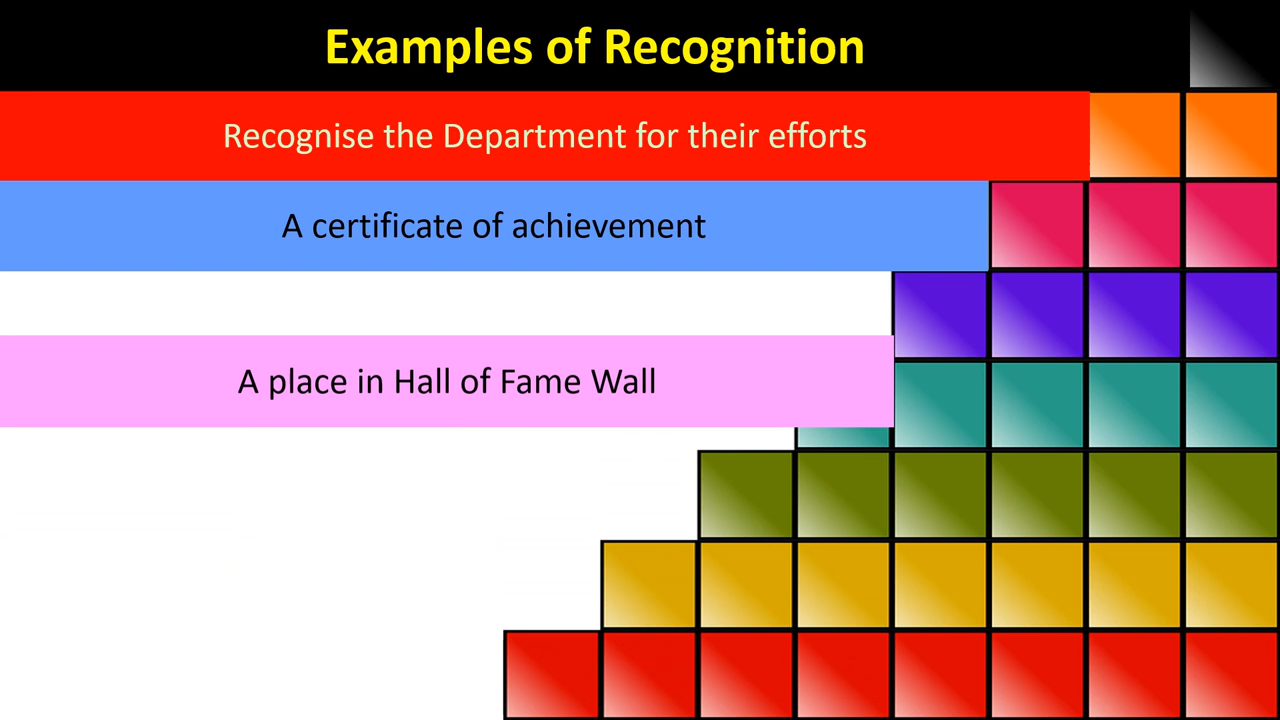 Examples of Recognition
Recognise the Department for their efforts
A certificate of achievement
A place in Hall of Fame Wall